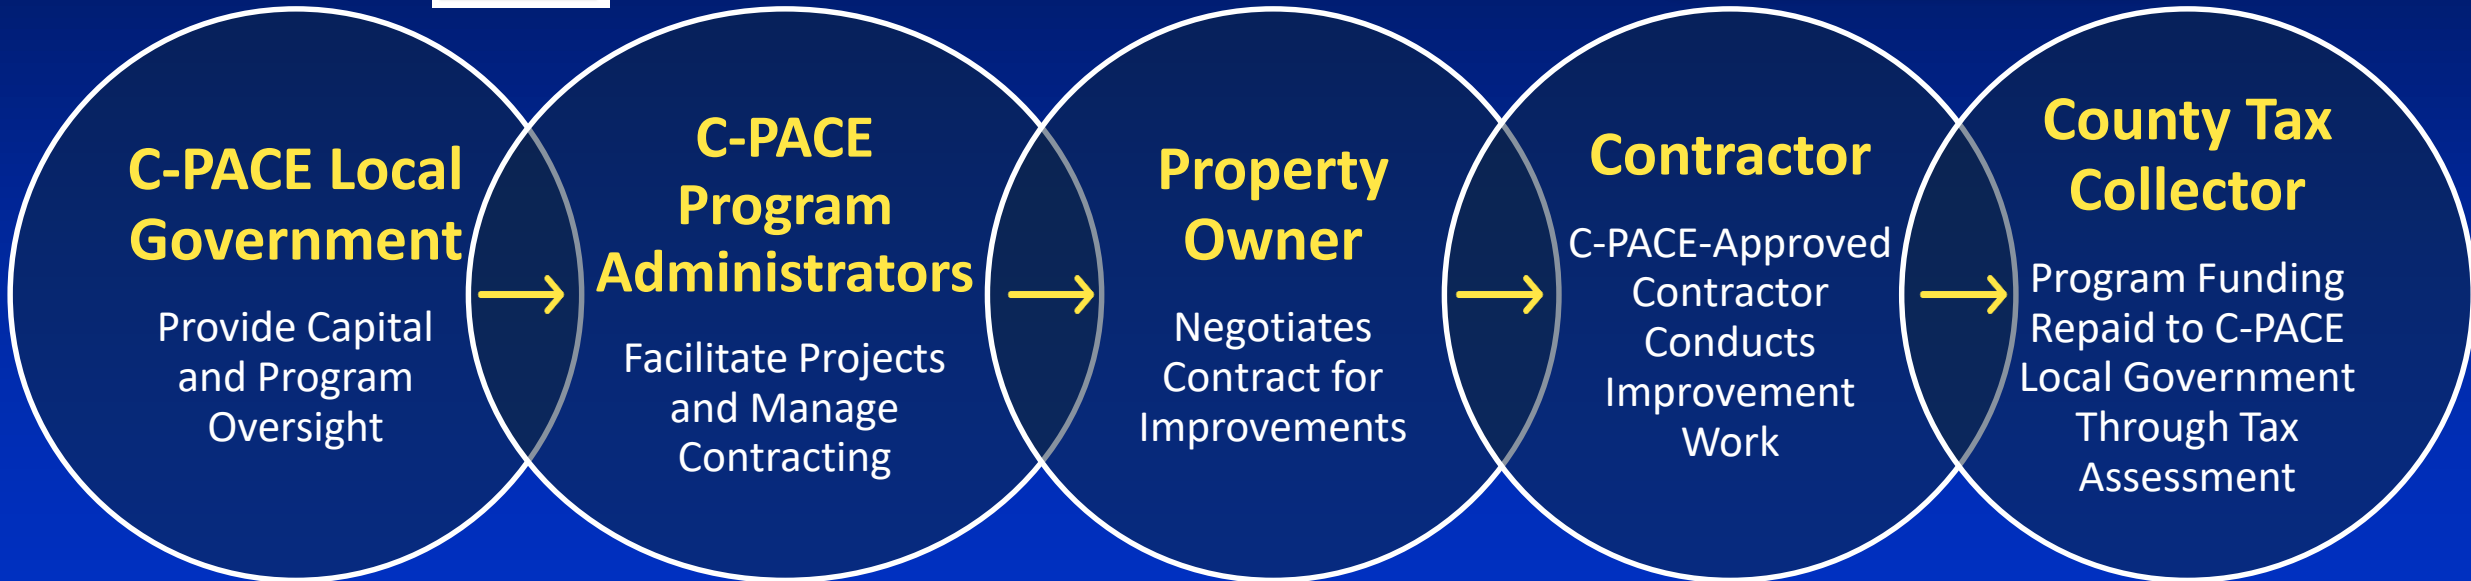 C-PACE Local
Government
Provide Capital
and Program
Oversight
C-PACE
Program
Administrators
Facilitate Projects
and Manage
Contracting
Property
Owner
Negotiates
Contract for
Improvements
Contractor
C-PACE-Approved
Contractor
Conducts
Improvement
Work
County Tax
Collector
Program Funding
Repaid to C-PACE
Local Government
Through Tax
Assessment